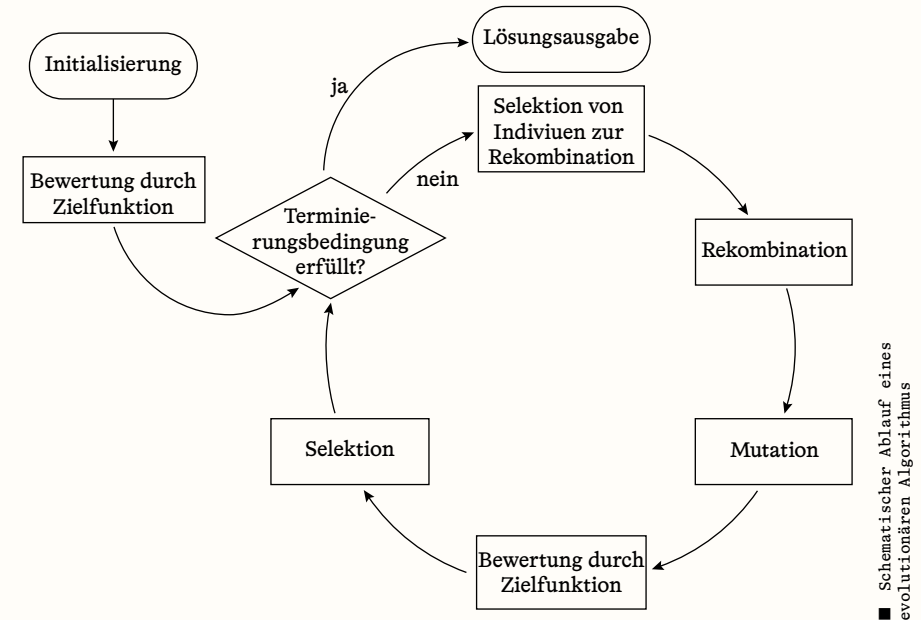 Initialisierung
Bewertung durch
Zielfunktion
Terminie-
rungsbedingung
erfüllt?
ja
Lösungsausgabe
nein
Selektion von
Indiviuen zur
Rekombination
Rekombination
Mutation
Bewertung durch
Zielfunktion
Selektion
■ Schematischer Ablauf eines
evolutionären Algorithmus